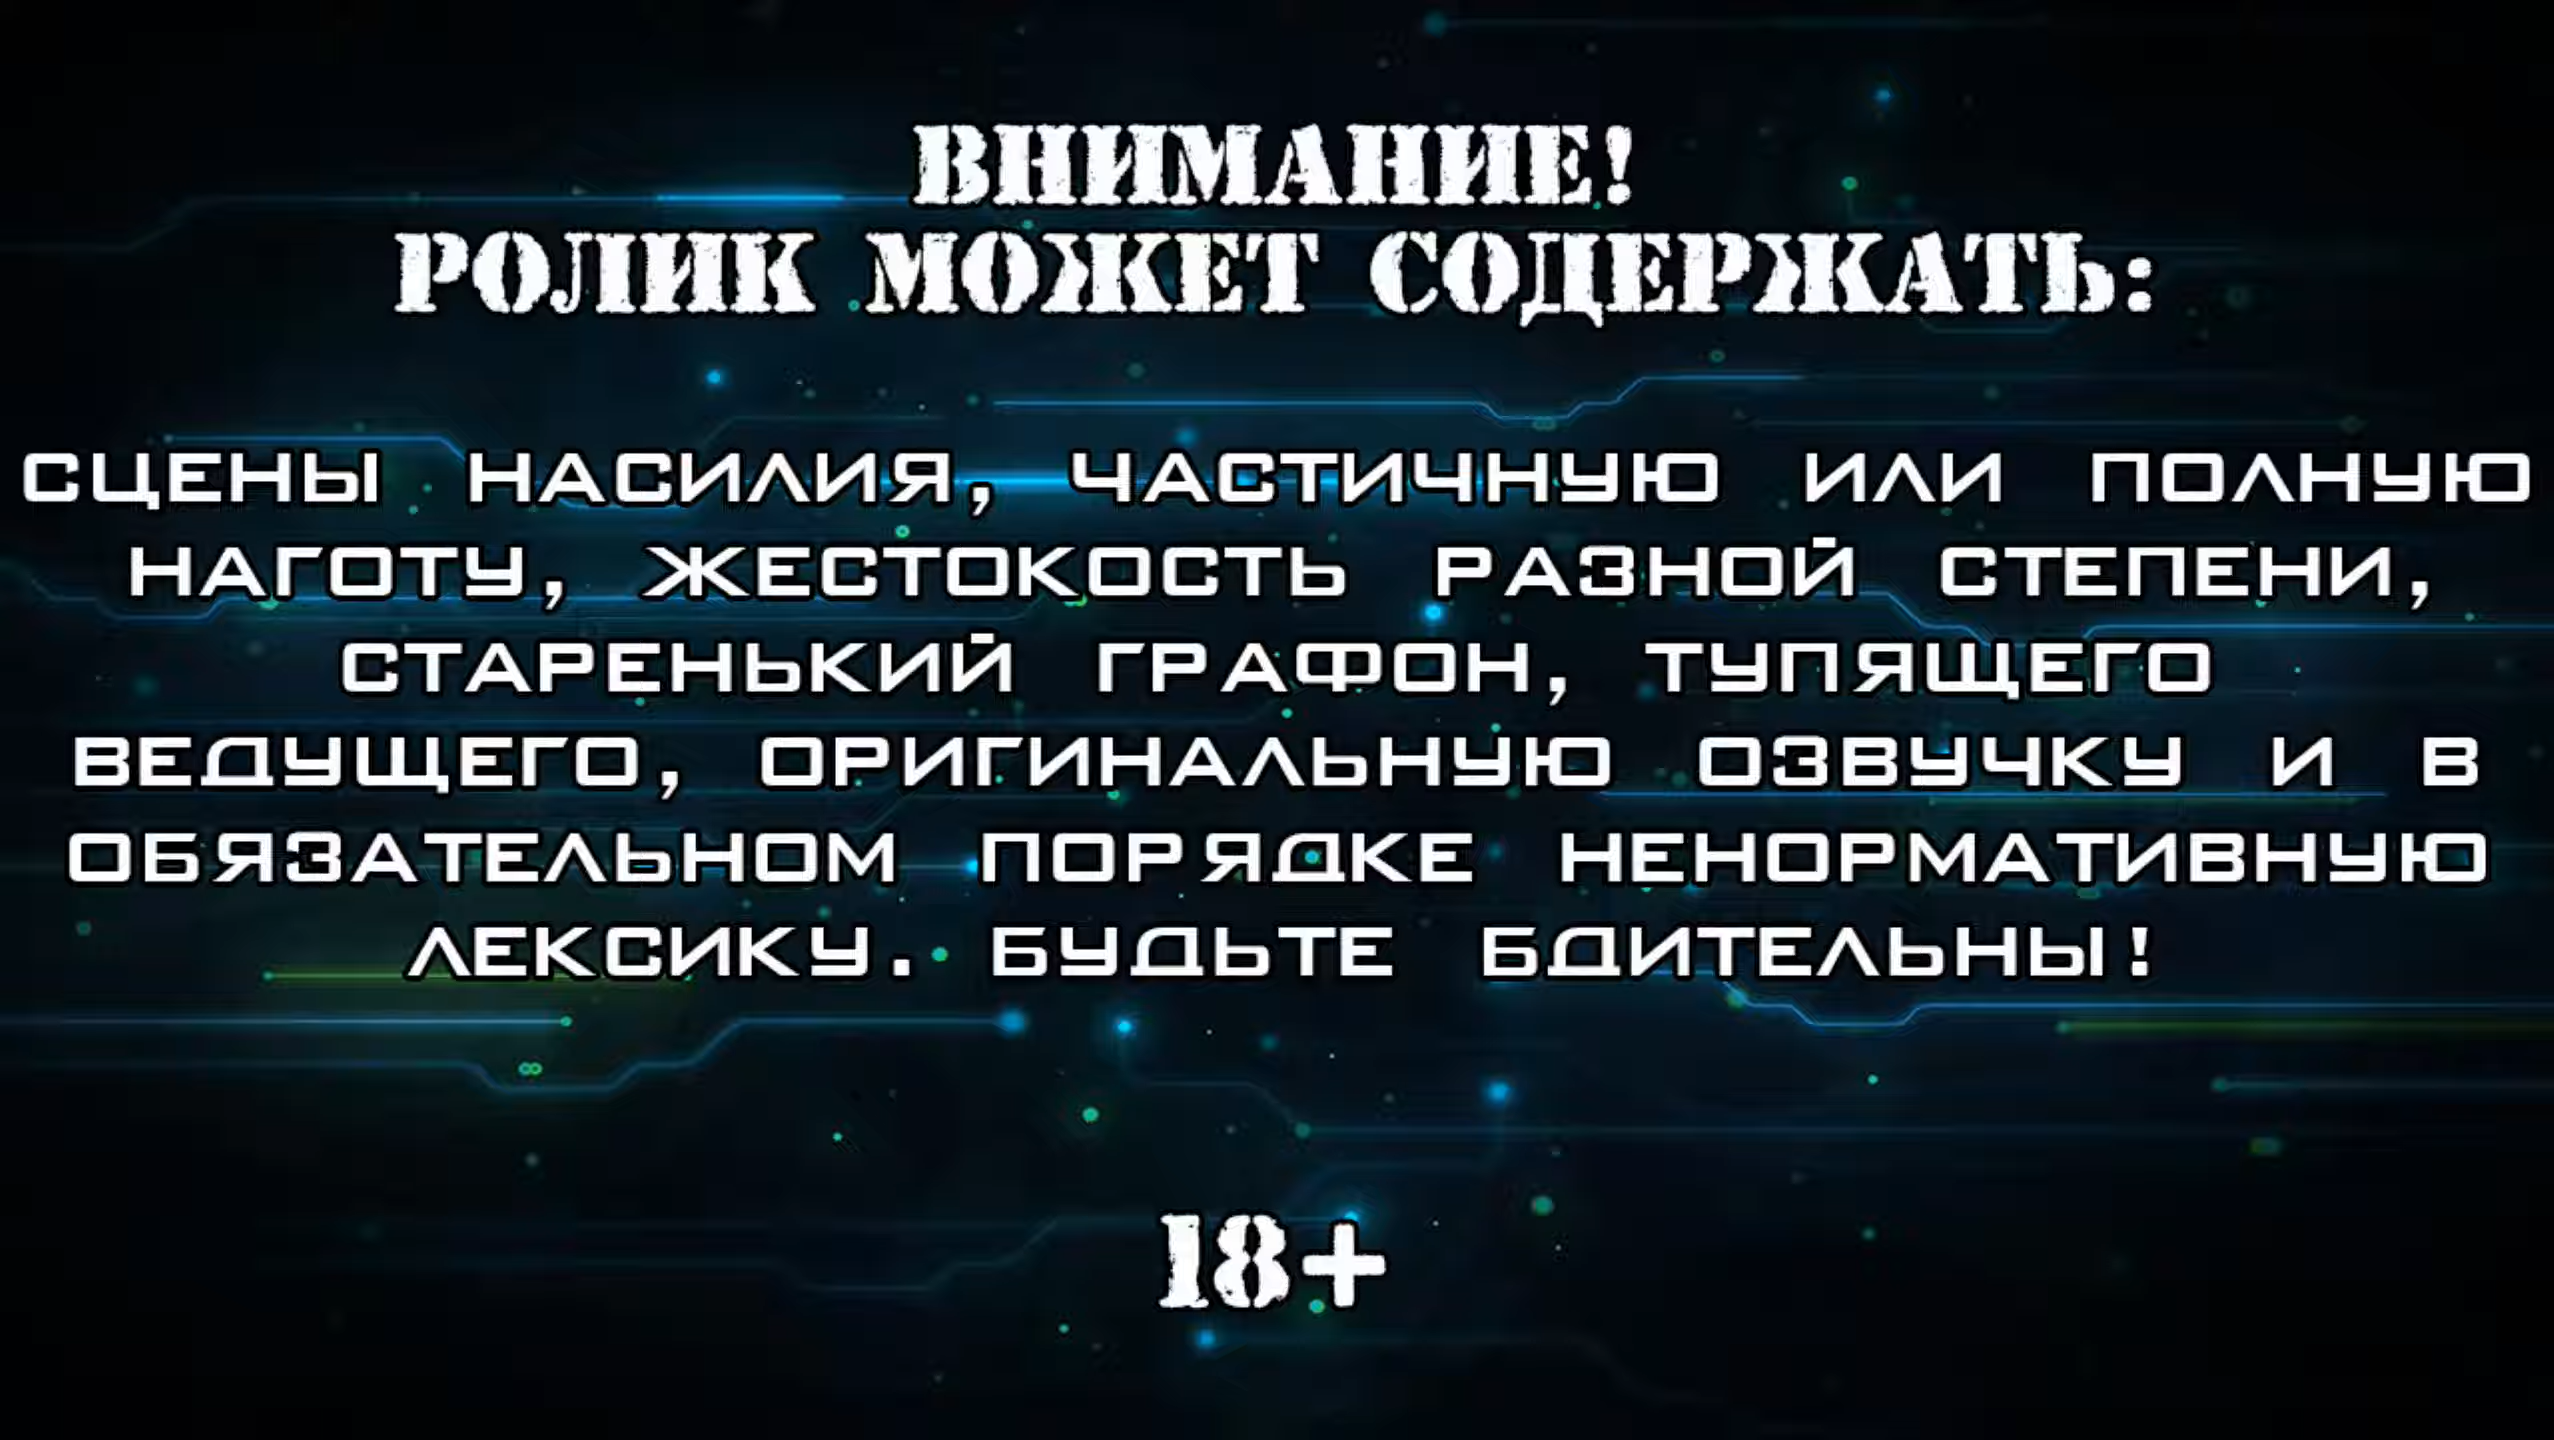 ВНИМАНИЕ!
РОЛИК МОЖЕТ СОДЕРЖАТЬ:
СЦЕНЫ НАСИЛИЯ, ЧАСТИЧНУЮ ИЛИ ПОЛНУЮ
НАГОТУ, ЖЕСТОКОСТЬ РАЗНОЙ СТЕПЕНИ,
СТАРЕНЬКИЙ ГРАФОН, ТУПЯЩЕГО
ВЕДУЩЕГО, ОРИГИНАЛЬНУЮ ОЗВУЧКУ И В
ОБЯЗАТЕЛЬНОМ ПОРЯДКЕ НЕНОРМАТИВНУЮ
ЛЕКСИКУ. БУДЬТЕ БДИТЕЛЬНЫ!
18+